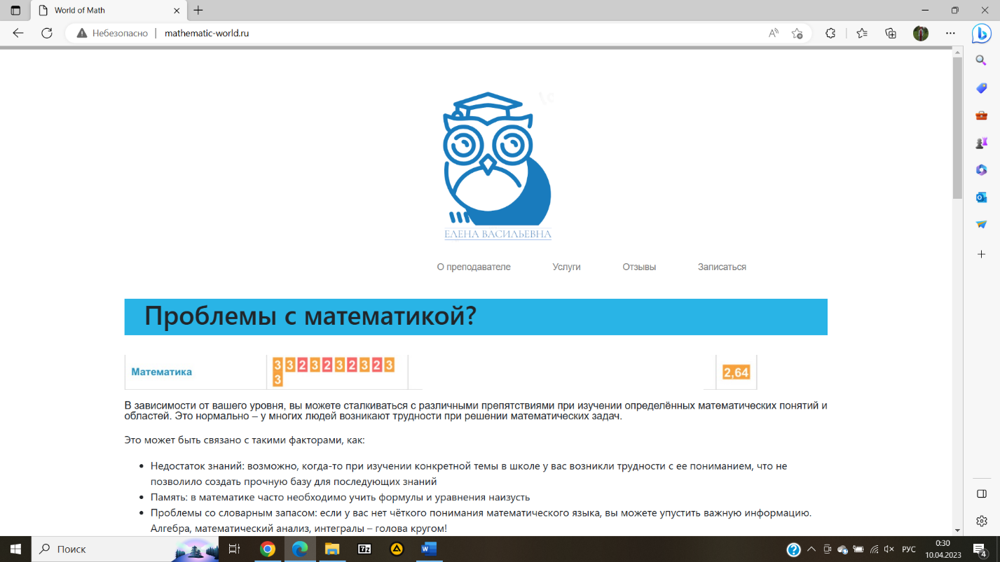 World of Math
Небезопасно | mathematic-world.ru
ЕЛЕНА ВАСИЛЬЕВНА
О преподавателе Услуги Отзывы Записаться
Проблемы с математикой?
Математика 3 3 2 3 2 3 2 3 2 3 2,64
3
В зависимости от вашего уровня, вы можете сталкиваться с различными препятствиями при изучении определённых математических понятий и
областей. Это нормально – у многих людей возникают трудности при решении математических задач.
Это может быть связано с такими факторами, как:
• Недостаток знаний: возможно, когда-то при изучении конкретной темы в школе у вас возникли трудности с ее пониманием, что не
позволило создать прочную базу для последующих знаний
• Память: в математике часто необходимо учить формулы и уравнения наизусть
• Проблемы со словарным запасом: если у вас нет чёткого понимания математического языка, вы можете упустить важную информацию.
Алгебра, математический анализ, интегралы – голова кругом!
Поиск
7z
W
РУС
0:30
10.04.2023
4